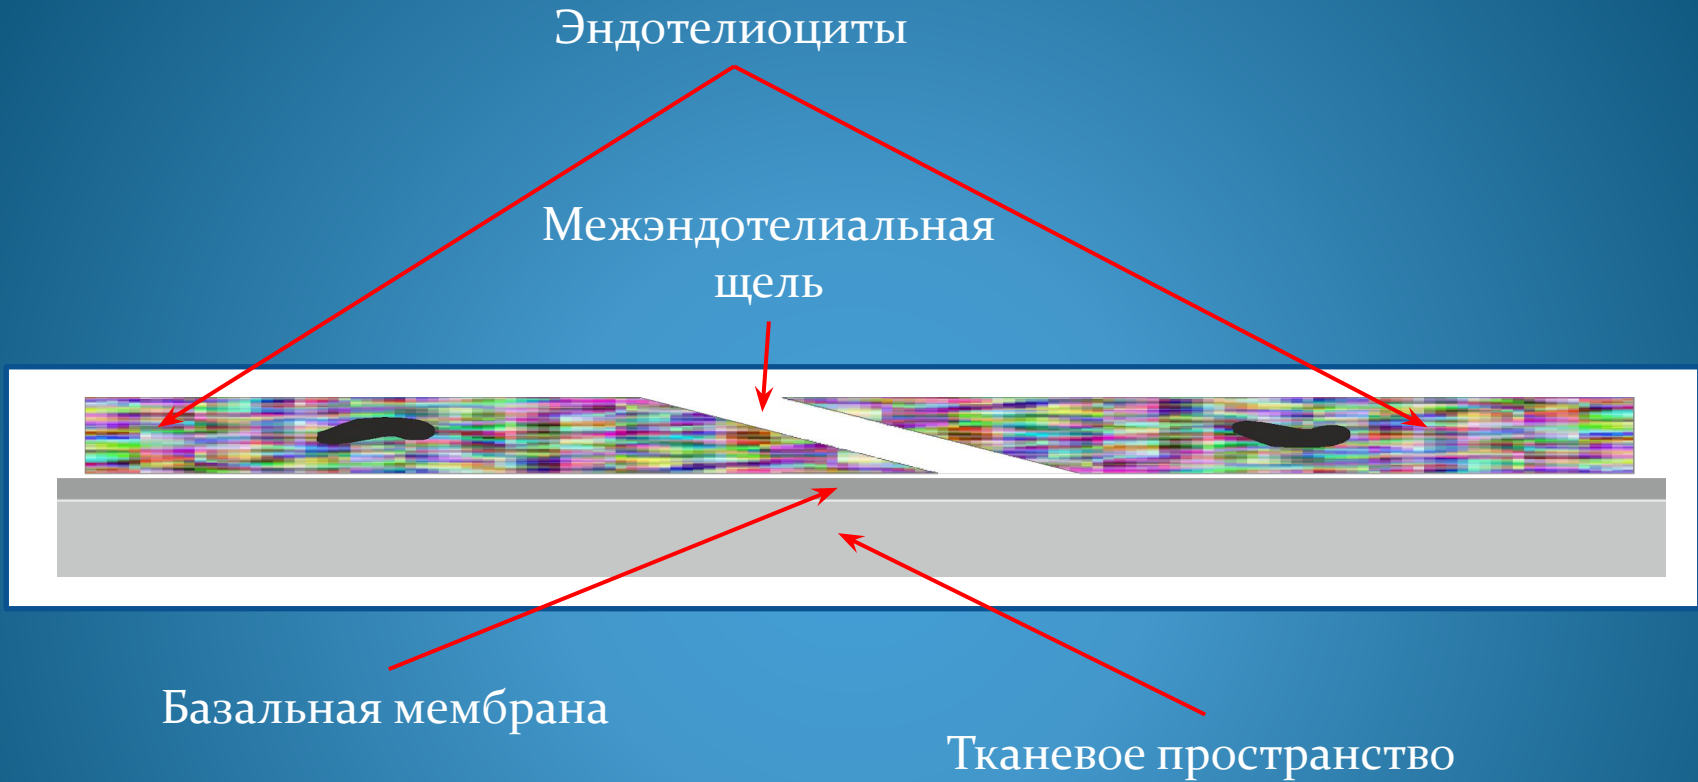 Эндотелиоциты
Межэндотелиальная
щель
Базальная мембрана
Тканевое пространство